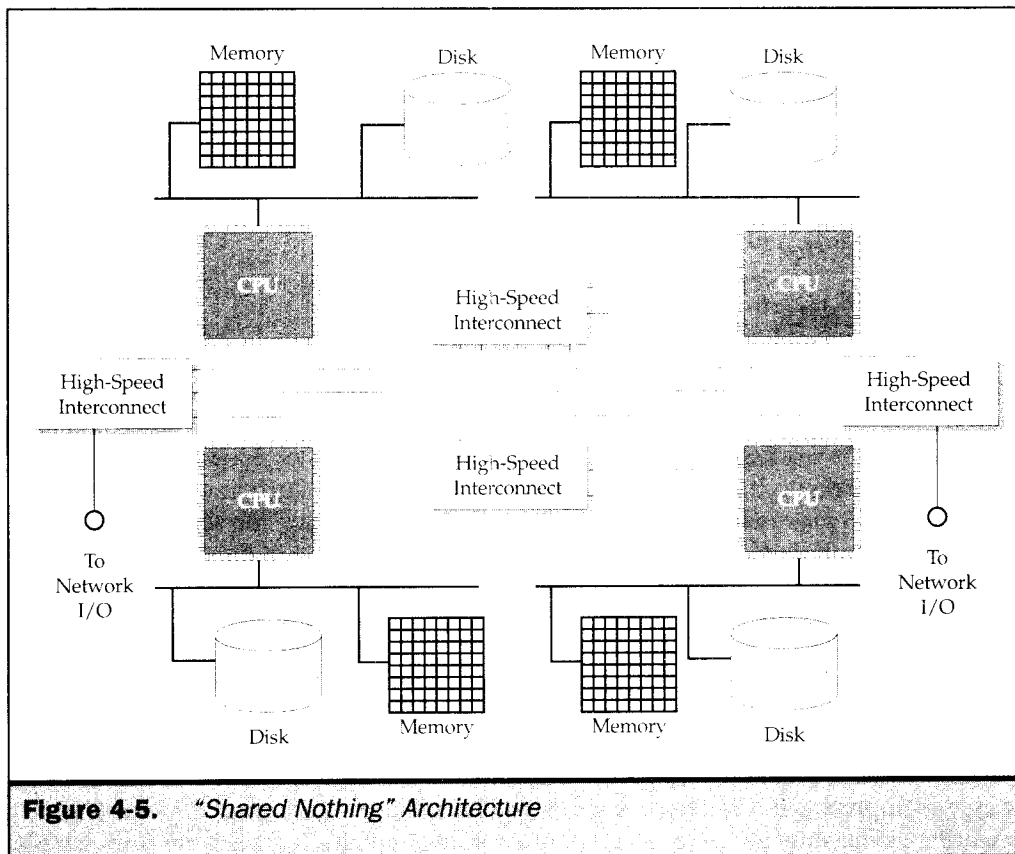 Memory
Disk
Memory
Disk
CPU
CPU
High-Speed
Interconnect
High-Speed
Interconnect
High-Speed
Interconnect
High-Speed
Interconnect
CPU
CPU
To
Network
I/O
To
Network
I/O
Disk
Memory
Memory
Disk
Figure 4-5. "Shared Nothing" Architecture